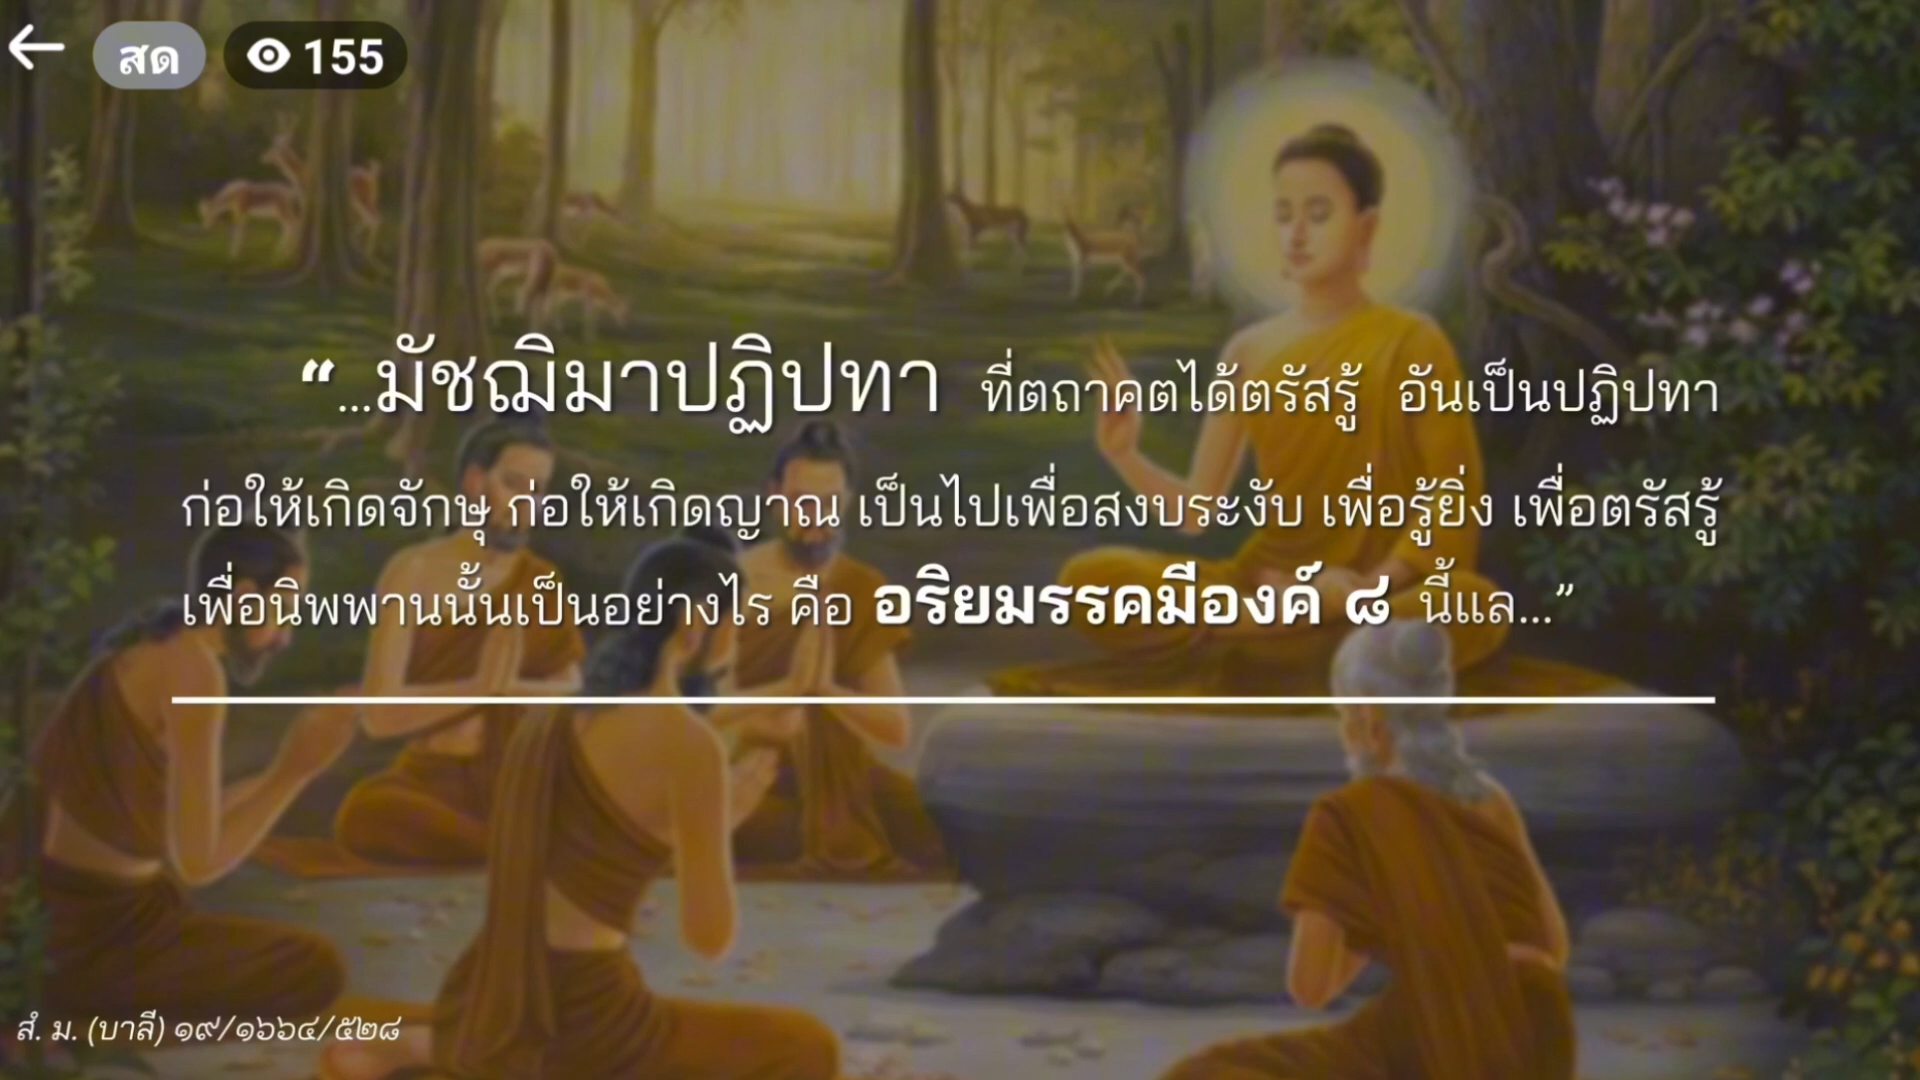 สด 155
“...มัชฌิมาปฏิปทา ที่ตถาคตได้ตรัสรู้ อันเป็นปฏิปทา
ก่อให้เกิดจักษุ ก่อให้เกิดญาณ เป็นไปเพื่อสงบระงับ เพื่อรู้ยิ่ง เพื่อตรัสรู้
เพื่อนิพพานนั้นเป็นอย่างไร คือ อริยมรรคมีองค์ ๘ นี้แล...”
สํ. ม. (บาลี) ๑๙/๑๖๖๔/๕๒๘